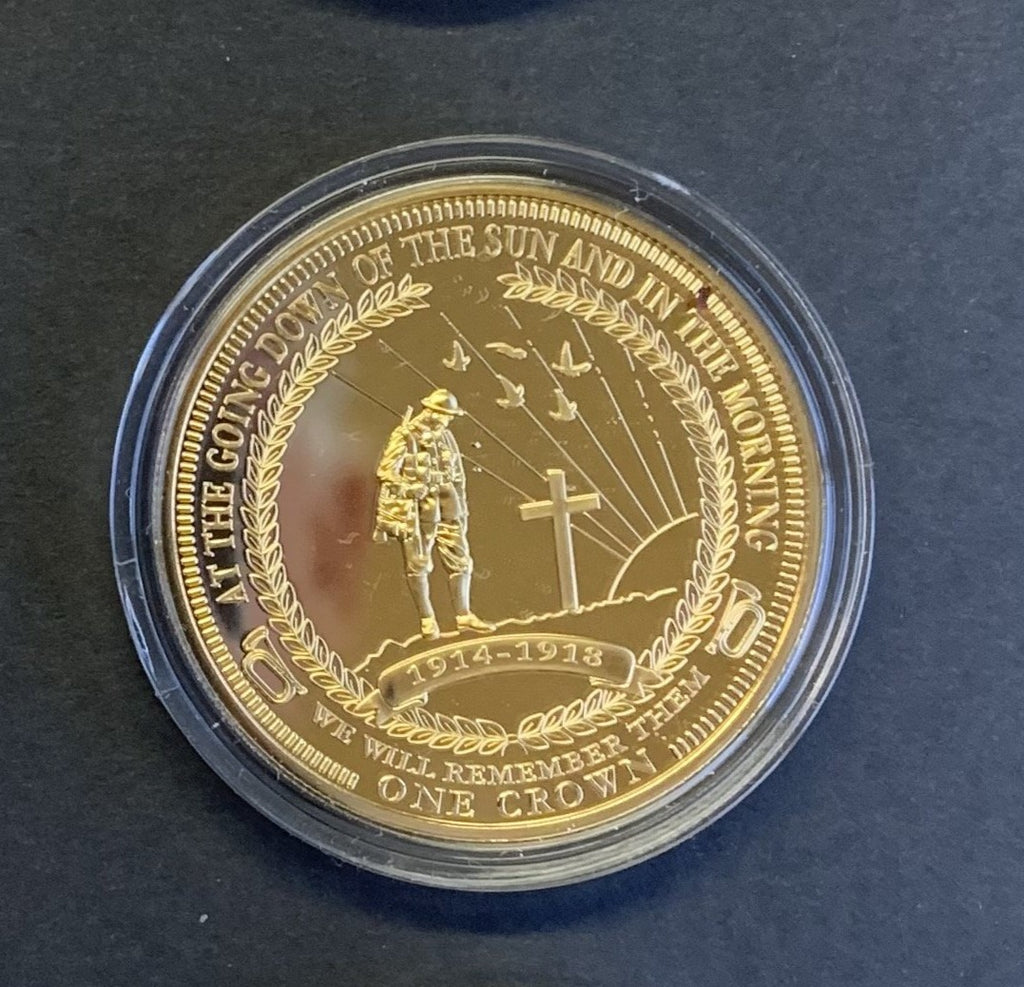 AT THE GOING DOWN OF THE SUN AND IN THE MORNING
1914-1918
WE WILL REMEMBER THEM
ONE CROWN